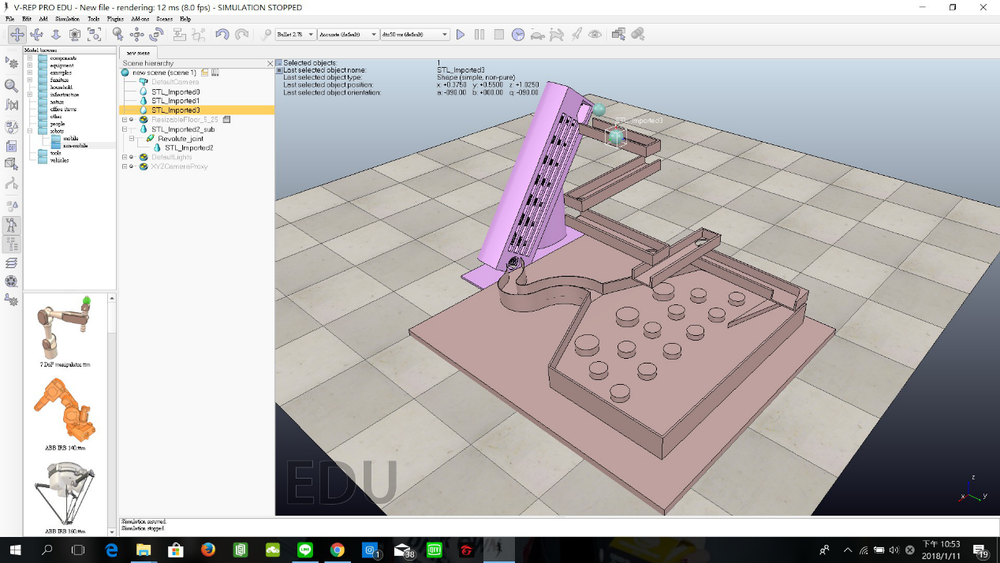 V-REP PRO EDU - New file - rendering: 12 ms (8.0 fps) - SIMULATION STOPPED
File Edit Add Simulation Tools Plugins Add-ons Scenes Help
Bullet 2.78 Accurate (default) dt=50 ms (default)
Model browser
components
equipment
examples
furniture
household
infrastructure
nature
office items
other
people
robots
mobile
non-mobile
tools
vehicles
7 DoF manipulator.ttm
ABB IRB 140.ttm
ABB IRB 360.ttm
new scene
Scene hierarchy
new scene (scene 1)
DefaultCamera
STL_Imported0
STL_Imported1
STL_Imported3
ResizableFloor_5_25
STL_Imported2_sub
Revolute_joint
STL_Imported2
DefaultLights
XYZCameraProxy
Selected objects: 1
Last selected object name: STL_Imported3
Last selected object type: Shape (simple, non-pure)
Last selected object position: x: +0.3750 y: +0.5500 z: +1.0250
Last selected object orientation: a: -090.00 b: +000.00 g: -090.00
STL_Imported3
EDU
z
x
y
Simulation resumed.
Simulation stopped.
1
38
QIYI
LINE
下午 10:53
2018/1/11
19